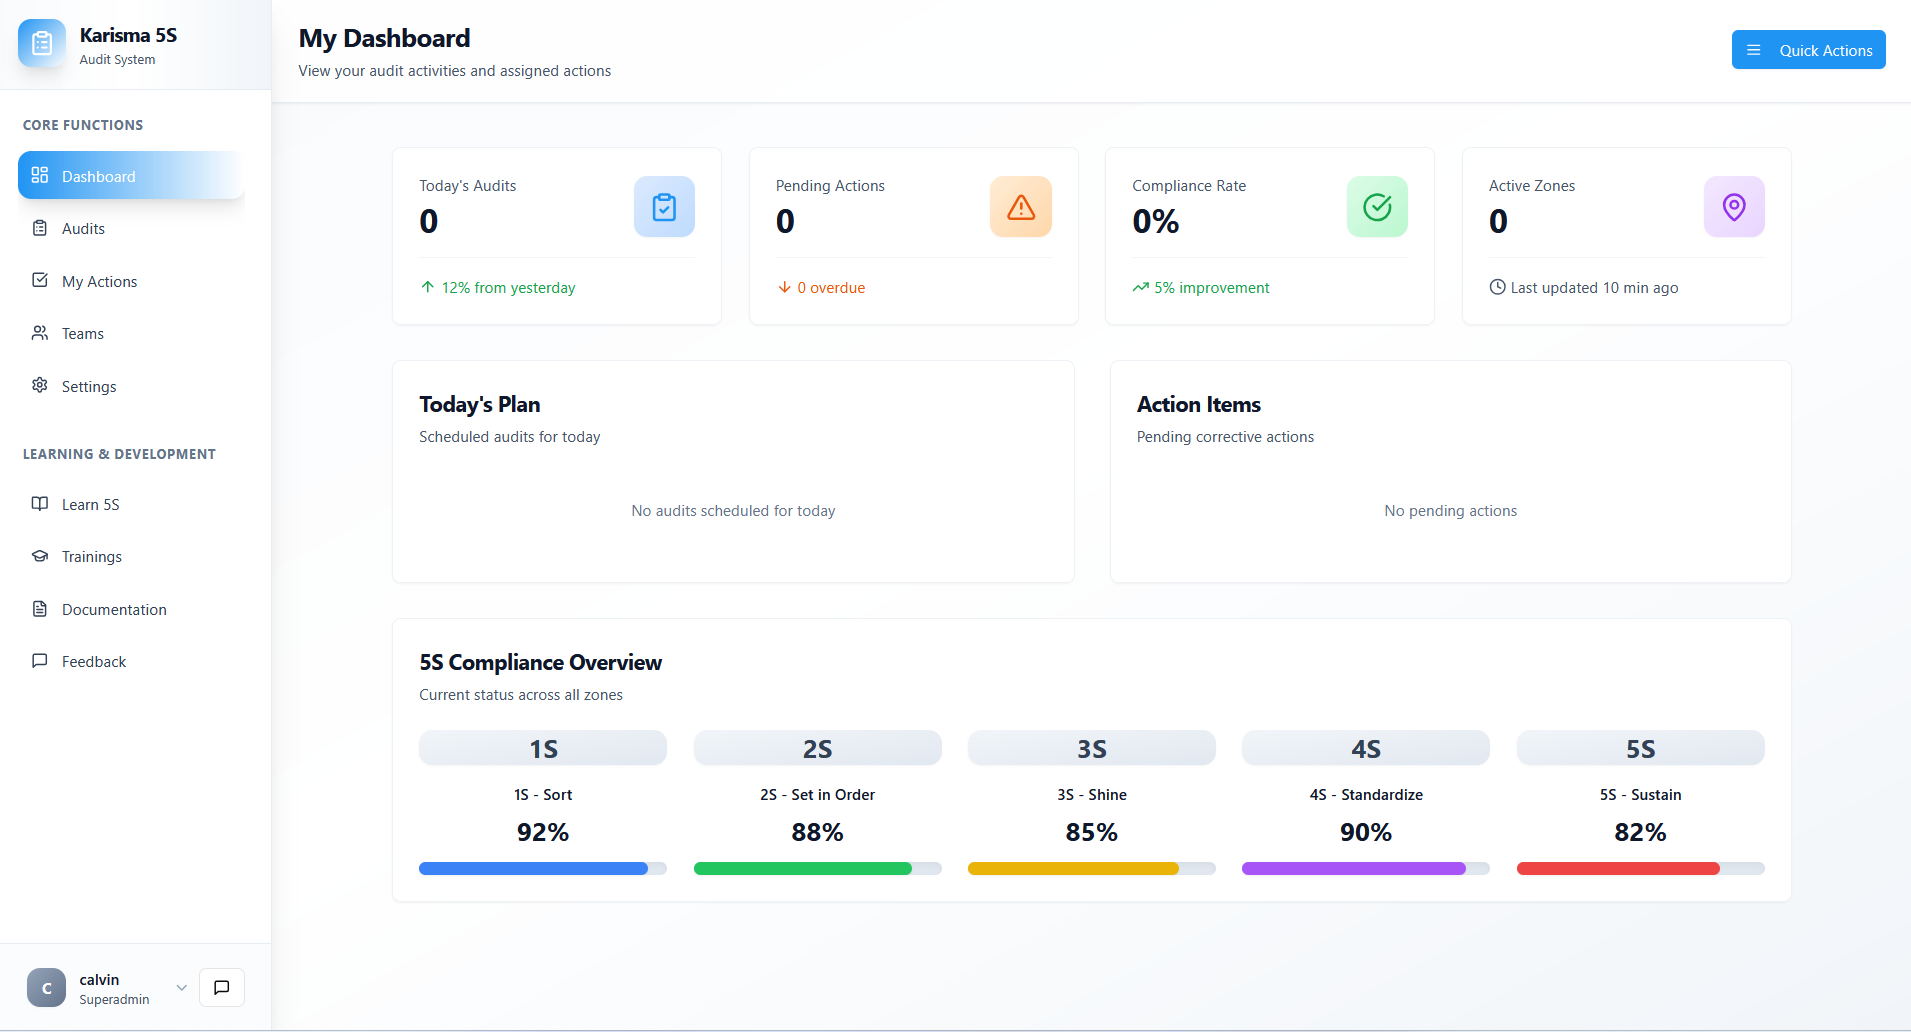 Karisma 5S
Audit System
CORE FUNCTIONS
Dashboard
Audits
My Actions
Teams
Settings
LEARNING & DEVELOPMENT
Learn 5S
Trainings
Documentation
Feedback
C
calvin
Superadmin
My Dashboard
View your audit activities and assigned actions
Quick Actions
Today's Audits
0
12% from yesterday
Pending Actions
0
0 overdue
Compliance Rate
0%
5% improvement
Active Zones
0
Last updated 10 min ago
Today's Plan
Scheduled audits for today
No audits scheduled for today
Action Items
Pending corrective actions
No pending actions
5S Compliance Overview
Current status across all zones
1S
1S - Sort
92%
2S
2S - Set in Order
88%
3S
3S - Shine
85%
4S
4S - Standardize
90%
5S
5S - Sustain
82%